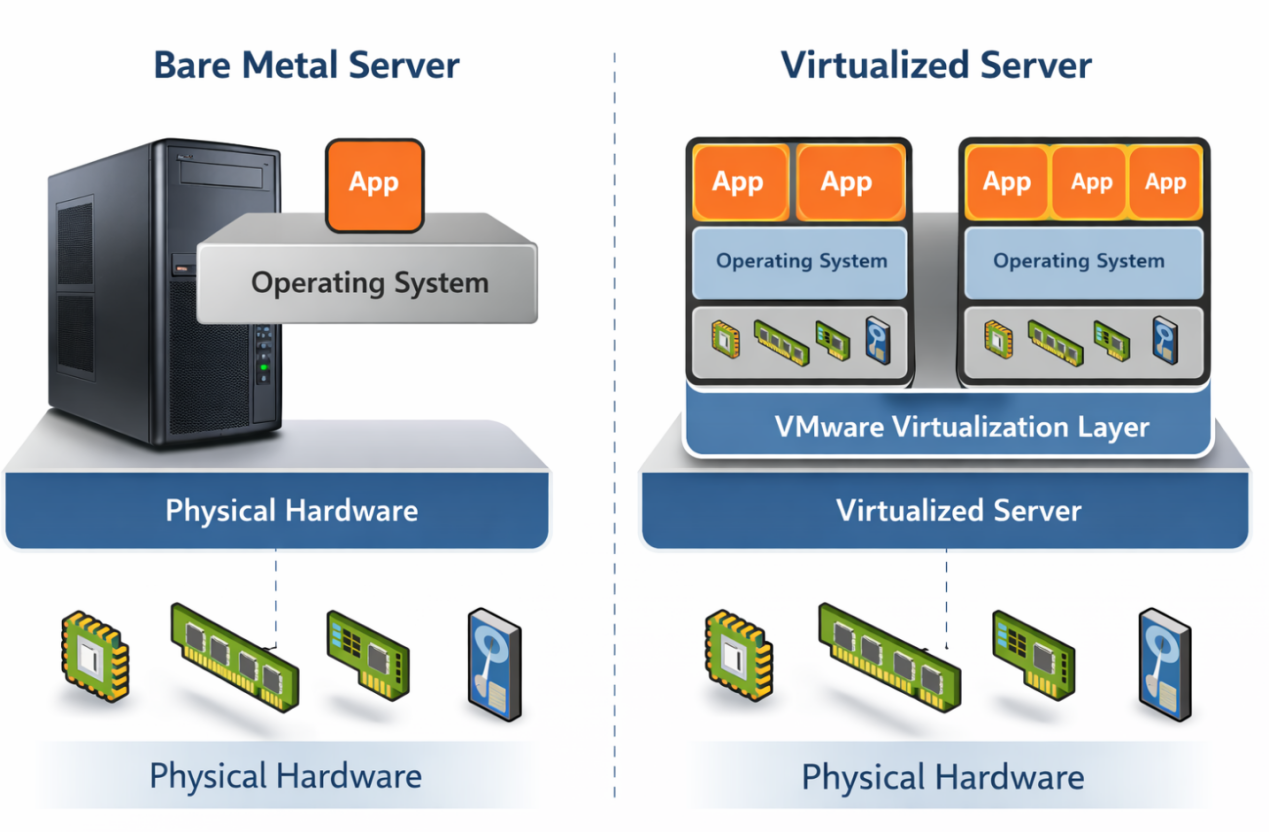 Bare Metal Server
App
Operating System
Physical Hardware
Physical Hardware
Virtualized Server
App App
Operating System
App App App
Operating System
VMware Virtualization Layer
Virtualized Server
Physical Hardware